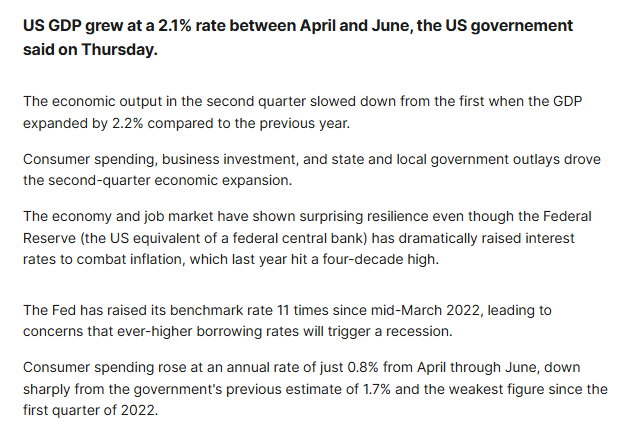 US GDP grew at a 2.1% rate between April and June, the US governement
said on Thursday.
The economic output in the second quarter slowed down from the first when the GDP
expanded by 2.2% compared to the previous year.
Consumer spending, business investment, and state and local government outlays drove
the second-quarter economic expansion.
The economy and job market have shown surprising resilience even though the Federal
Reserve (the US equivalent of a federal central bank) has dramatically raised interest
rates to combat inflation, which last year hit a four-decade high.
The Fed has raised its benchmark rate 11 times since mid-March 2022, leading to
concerns that ever-higher borrowing rates will trigger a recession.
Consumer spending rose at an annual rate of just 0.8% from April through June, down
sharply from the government's previous estimate of 1.7% and the weakest figure since the
first quarter of 2022.